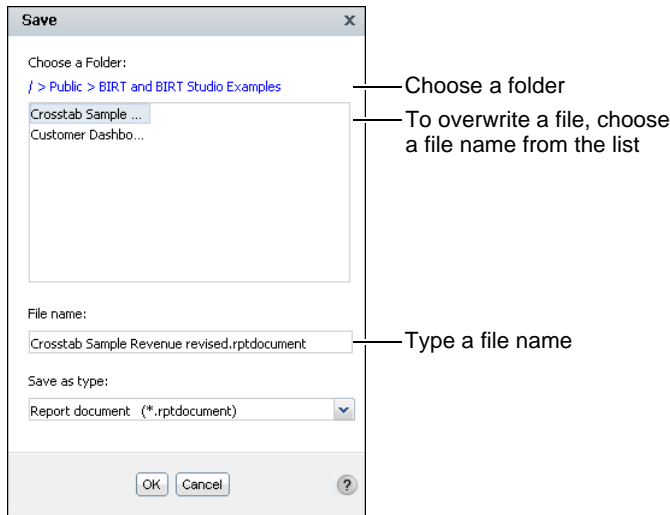 Save x
Choose a Folder:
/ > Public > BIRT and BIRT Studio Examples
Choose a folder
Crosstab Sample ...
To overwrite a file, choose
a file name from the list
Customer Dashbo...
File name:
Crosstab Sample Revenue revised.rptdocument
Type a file name
Save as type:
Report document (*.rptdocument)
OK Cancel ?